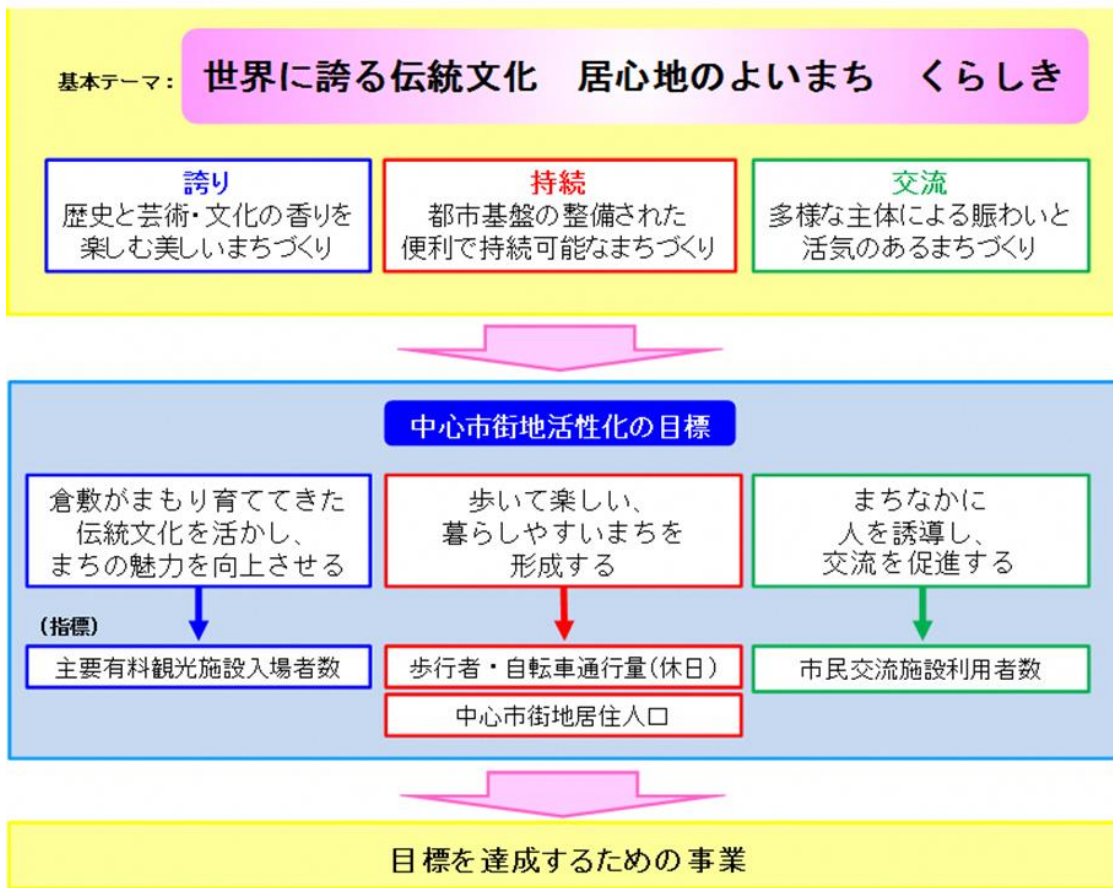 基本テーマ： 世界に誇る伝統文化　居心地のよいまち　くらしき
誇り
歴史と芸術・文化の香りを
楽しむ美しいまちづくり
持続
都市基盤の整備された
便利で持続可能なまちづくり
交流
多様な主体による賑わいと
活気のあるまちづくり
中心市街地活性化の目標
倉敷がまもり育ててきた
伝統文化を活かし、
まちの魅力を向上させる
歩いて楽しい、
暮らしやすいまちを
形成する
まちなかに
人を誘導し、
交流を促進する
(指標)
主要有料観光施設入場者数
歩行者・自転車通行量(休日)
中心市街地居住人口
市民交流施設利用者数
目標を達成するための事業